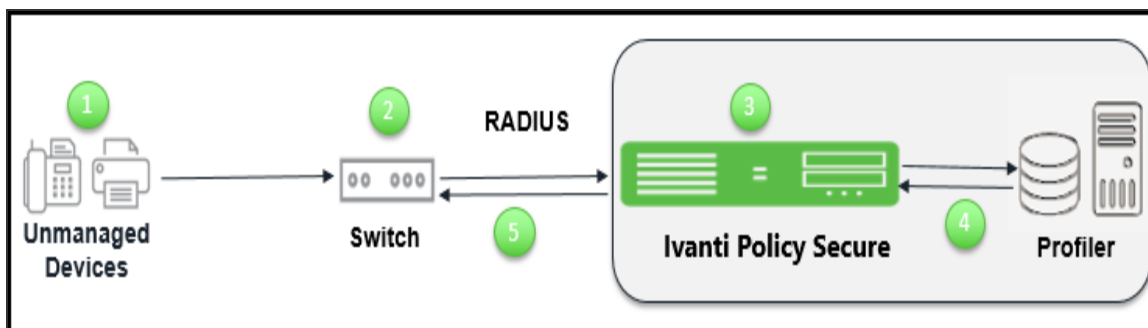 1
2
3
RADIUS
4
5
Unmanaged
Devices
Switch
Ivanti Policy Secure
Profiler